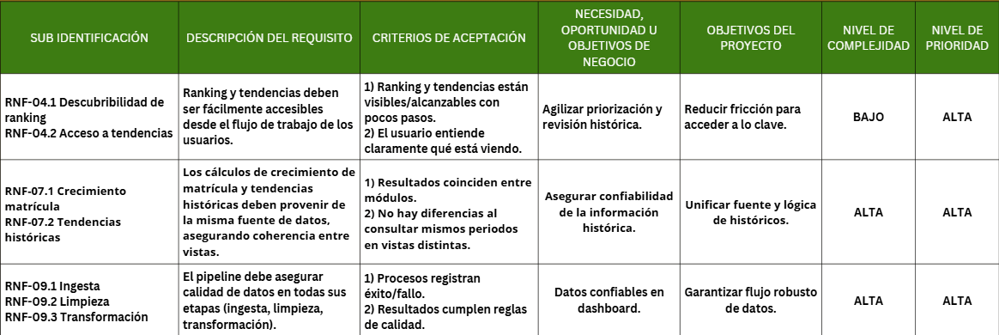 SUB IDENTIFICACIÓN
DESCRIPCIÓN DEL REQUISITO
CRITERIOS DE ACEPTACIÓN
NECESIDAD,
OPORTUNIDAD U
OBJETIVOS DE
NEGOCIO
OBJETIVOS DEL
PROYECTO
NIVEL DE
COMPLEJIDAD
NIVEL DE
PRIORIDAD
RNF-04.1 Descubribilidad de
ranking
RNF-04.2 Acceso a tendencias
Ranking y tendencias deben
ser fácilmente accesibles
desde el flujo de trabajo de los
usuarios.
1) Ranking y tendencias están
visibles/alcanzables con
pocos pasos.
2) El usuario entiende
claramente qué está viendo.
Agilizar priorización y
revisión histórica.
Reducir fricción para
acceder a lo clave.
BAJO
ALTA
RNF-07.1 Crecimiento
matrícula
RNF-07.2 Tendencias
históricas
Los cálculos de crecimiento de
matrícula y tendencias
históricas deben provenir de
la misma fuente de datos,
asegurando coherencia entre
vistas.
1) Resultados coinciden entre
módulos.
2) No hay diferencias al
consultar mismos periodos
en vistas distintas.
Asegurar confiabilidad
de la información
histórica.
Unificar fuente y lógica
de históricos.
ALTA
ALTA
RNF-09.1 Ingesta
RNF-09.2 Limpieza
RNF-09.3 Transformación
El pipeline debe asegurar
calidad de datos en todas sus
etapas (ingesta, limpieza,
transformación).
1) Procesos registran
éxito/fallo.
2) Resultados cumplen reglas
de calidad.
Datos confiables en
dashboard.
Garantizar flujo robusto
de datos.
ALTA
ALTA